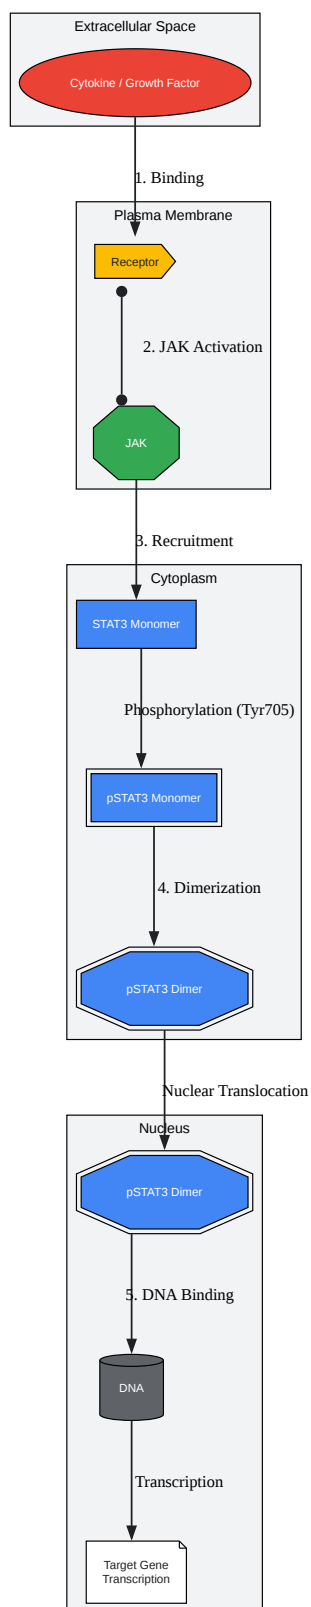 Extracellular Space
Cytokine / Growth Factor
1. Binding
Plasma Membrane
Receptor
2. JAK Activation
JAK
3. Recruitment
Cytoplasm
STAT3 Monomer
Phosphorylation (Tyr705)
pSTAT3 Monomer
4. Dimerization
pSTAT3 Dimer
Nuclear Translocation
Nucleus
pSTAT3 Dimer
5. DNA Binding
DNA
Transcription
Target Gene
Transcription